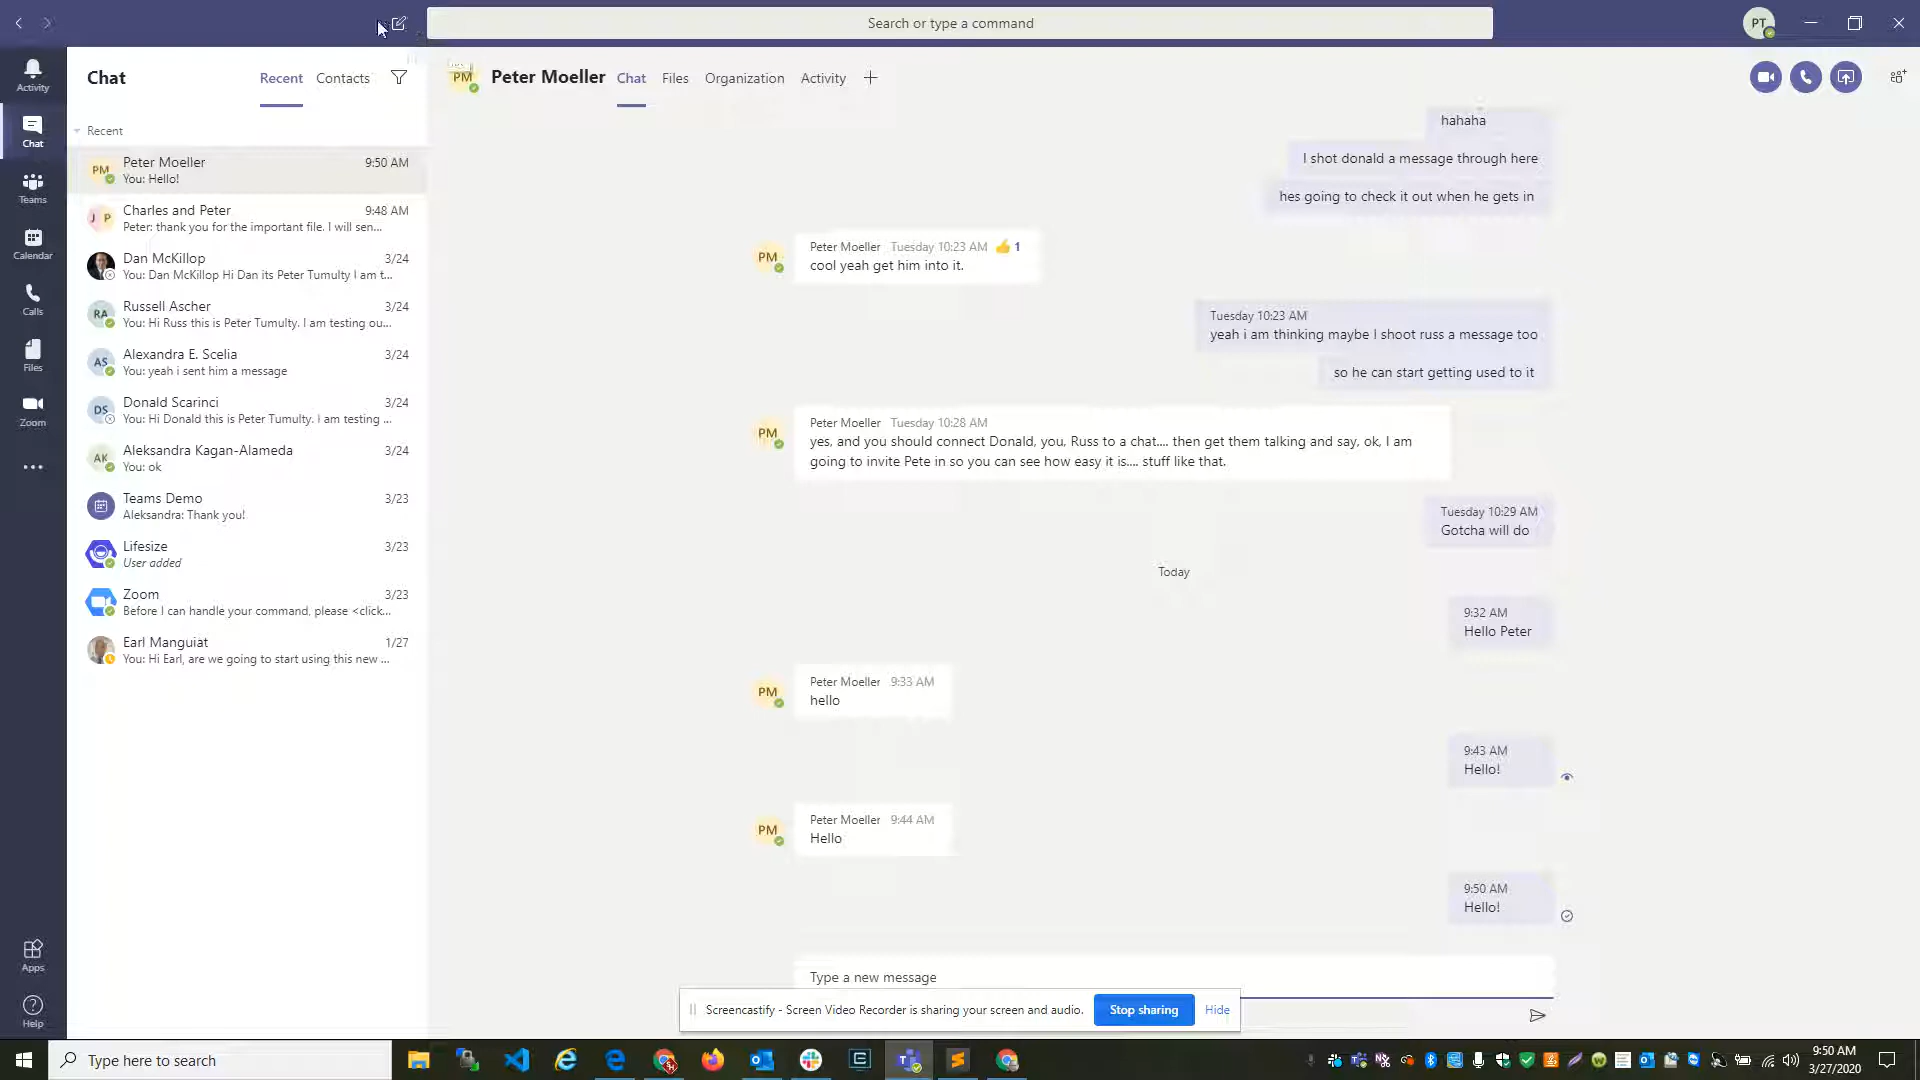 Search or type a command
PT
Activity
Chat
Teams
Calendar
Calls
Files
Zoom
Apps
Help
Chat
Recent
Contacts
Recent
PM
Peter Moeller
9:50 AM
You: Hello!
J P
Charles and Peter
9:48 AM
Peter: thank you for the important file. I will sen...
Dan McKillop
3/24
You: Dan McKillop Hi Dan its Peter Tumulty I am t...
RA
Russell Ascher
3/24
You: Hi Russ this is Peter Tumulty. I am testing ou...
AS
Alexandra E. Scelia
3/24
You: yeah i sent him a message
DS
Donald Scarinci
3/24
You: Hi Donald this is Peter Tumulty. I am testing ...
AK
Aleksandra Kagan-Alameda
3/24
You: ok
Teams Demo
3/23
Aleksandra: Thank you!
Lifesize
3/23
User added
Zoom
3/23
Before I can handle your command, please <click...
Earl Manguiat
1/27
You: Hi Earl, are we going to start using this new ...
PM
Peter Moeller
Chat
Files
Organization
Activity
hahaha
I shot donald a message through here
hes going to check it out when he gets in
PM
Peter Moeller Tuesday 10:23 AM 👍 1
cool yeah get him into it.
Tuesday 10:23 AM
yeah i am thinking maybe I shoot russ a message too
so he can start getting used to it
PM
Peter Moeller Tuesday 10:28 AM
yes, and you should connect Donald, you, Russ to a chat.... then get them talking and say, ok, I am
going to invite Pete in so you can see how easy it is.... stuff like that.
Tuesday 10:29 AM
Gotcha will do
Today
9:32 AM
Hello Peter
PM
Peter Moeller 9:33 AM
hello
9:43 AM
Hello!
PM
Peter Moeller 9:44 AM
Hello
9:50 AM
Hello!
Type a new message
Screencastify - Screen Video Recorder is sharing your screen and audio.
Stop sharing
Hide
Type here to search
9:50 AM
3/27/2020